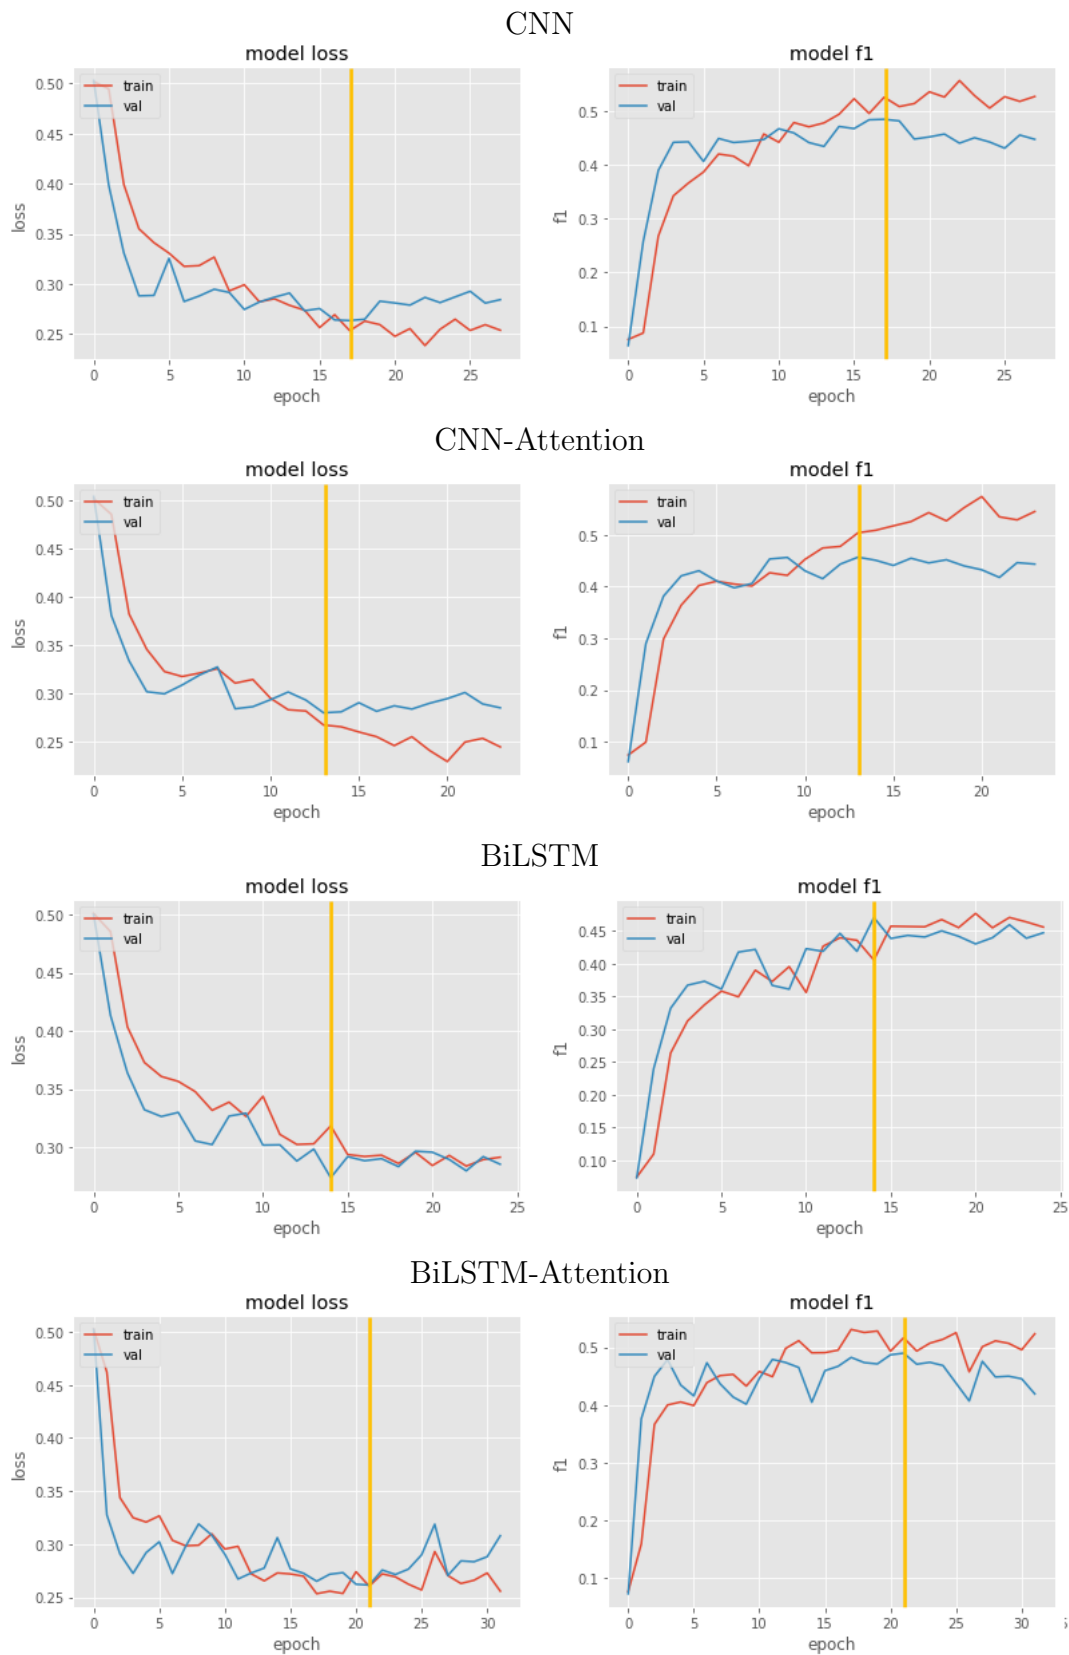 CNN
model loss
model f1
train
val
train
val
0.50
0.45
0.40
0.35
0.30
0.25
loss
0 5 10 15 20 25
epoch
0.5
0.4
0.3
0.2
0.1
f1
0 5 10 15 20 25
epoch
CNN-Attention
model loss
model f1
train
val
train
val
0.50
0.45
0.40
0.35
0.30
0.25
loss
0 5 10 15 20
epoch
0.5
0.4
0.3
0.2
0.1
f1
0 5 10 15 20
epoch
BiLSTM
model loss
model f1
train
val
train
val
0.50
0.45
0.40
0.35
0.30
loss
0 5 10 15 20 25
epoch
0.45
0.40
0.35
0.30
0.25
0.20
0.15
0.10
f1
0 5 10 15 20 25
epoch
BiLSTM-Attention
model loss
model f1
train
val
train
val
0.50
0.45
0.40
0.35
0.30
0.25
loss
0 5 10 15 20 25 30
epoch
0.5
0.4
0.3
0.2
0.1
f1
0 5 10 15 20 25 30
epoch